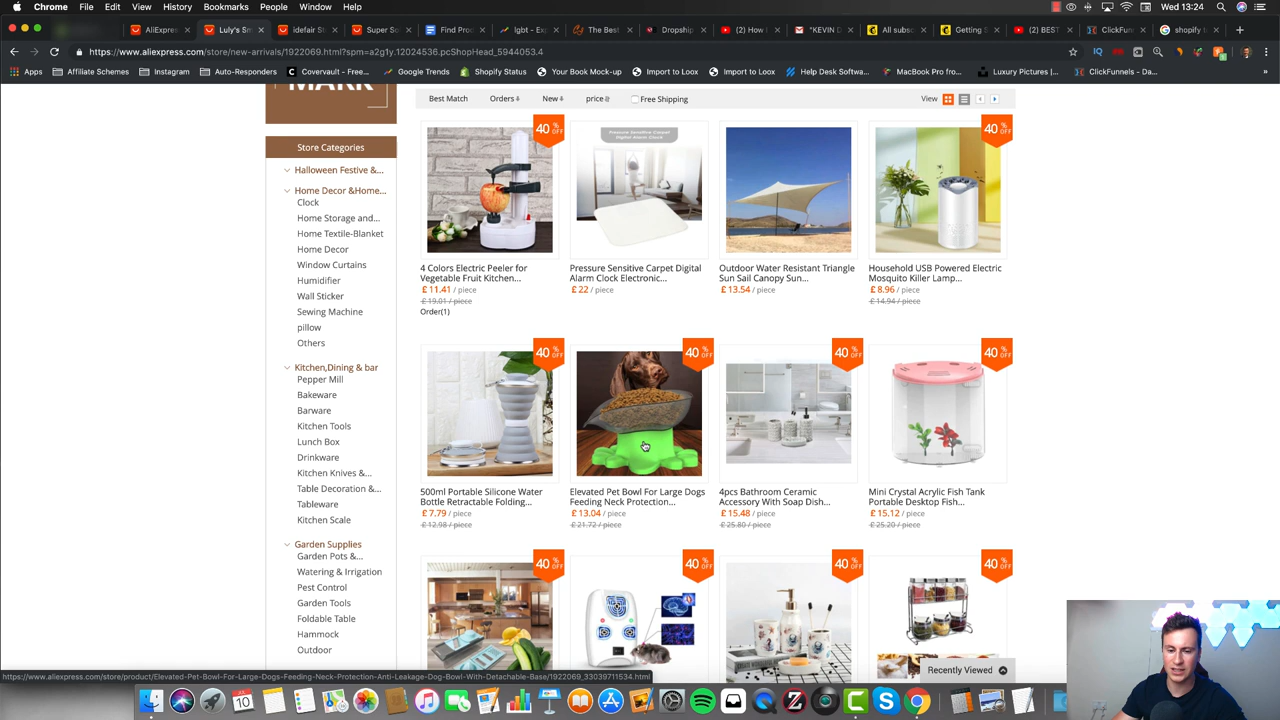 Chrome File Edit View History Bookmarks People Window Help
Wed 13:24
AliExpress
Luly's Sm
idefair St
Super So
Find Prod
lgbt - Ex
The Best
Dropship
How I
"KEVIN D
All subsc
Getting S
(2) BEST
ClickFun
shopify t
https://www.aliexpress.com/store/new-arrivals/1922069.html?spm=a2g1y.12024536.pcShopHead_5944053.4
Apps Affiliate Schemes Instagram Auto-Responders Covervault - Free... Google Trends Shopify Status Your Book Mock-up Import to Loox Import to Loox Help Desk Softwa... MacBook Pro fro... Luxury Pictures |... ClickFunnels - Da...
MARK
Best Match Orders New price Free Shipping View
Store Categories
Halloween Festive &...
Home Decor &Home...
Clock
Home Storage and...
Home Textile-Blanket
Home Decor
Window Curtains
Humidifier
Wall Sticker
Sewing Machine
pillow
Others
Kitchen,Dining & bar
Pepper Mill
Bakeware
Barware
Kitchen Tools
Lunch Box
Drinkware
Kitchen Knives &...
Table Decoration &...
Tableware
Kitchen Scale
Garden Supplies
Garden Pots &...
Watering & Irrigation
Pest Control
Garden Tools
Foldable Table
Hammock
Outdoor
40 % OFF
Pressure Sensitive Carpet
Digital Alarm Clock
40 % OFF
4 Colors Electric Peeler for
Vegetable Fruit Kitchen...
£ 11.41 / piece
£ 19.01 / piece
Order(1)
Pressure Sensitive Carpet Digital
Alarm Clock Electronic...
£ 22 / piece
Outdoor Water Resistant Triangle
Sun Sail Canopy Sun...
£ 13.54 / piece
Household USB Powered Electric
Mosquito Killer Lamp...
£ 8.96 / piece
£ 14.94 / piece
40 % OFF
40 % OFF
40 % OFF
40 % OFF
500ml Portable Silicone Water
Bottle Retractable Folding...
£ 7.79 / piece
£ 12.98 / piece
Elevated Pet Bowl For Large Dogs
Feeding Neck Protection...
£ 13.04 / piece
£ 21.72 / piece
4pcs Bathroom Ceramic
Accessory With Soap Dish...
£ 15.48 / piece
£ 25.80 / piece
Mini Crystal Acrylic Fish Tank
Portable Desktop Fish...
£ 15.12 / piece
£ 25.20 / piece
40 % OFF
40 % OFF
40 % OFF
40 % OFF
Recently Viewed
https://www.aliexpress.com/store/product/Elevated-Pet-Bowl-For-Large-Dogs-Feeding-Neck-Protection-Anti-Leakage-Dog-Bowl-With-Detachable-Base/1922069_33039711534.html